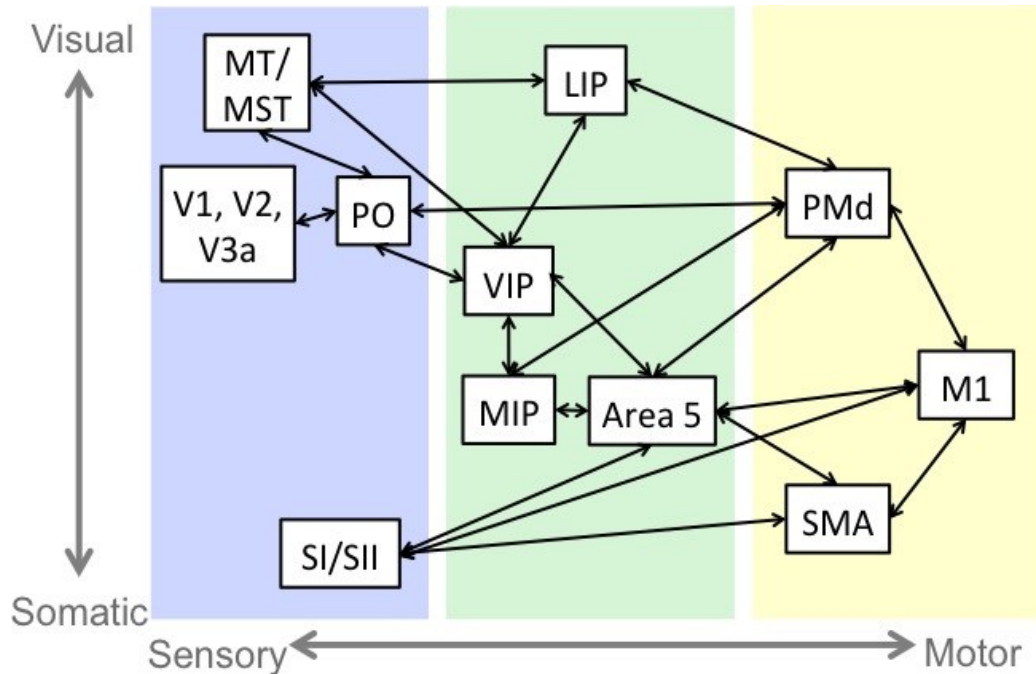 Visual
MT/
MST
LIP
V1, V2,
V3a
PO
PMd
VIP
MIP
Area 5
M1
SI/SII
SMA
Somatic
Sensory
Motor